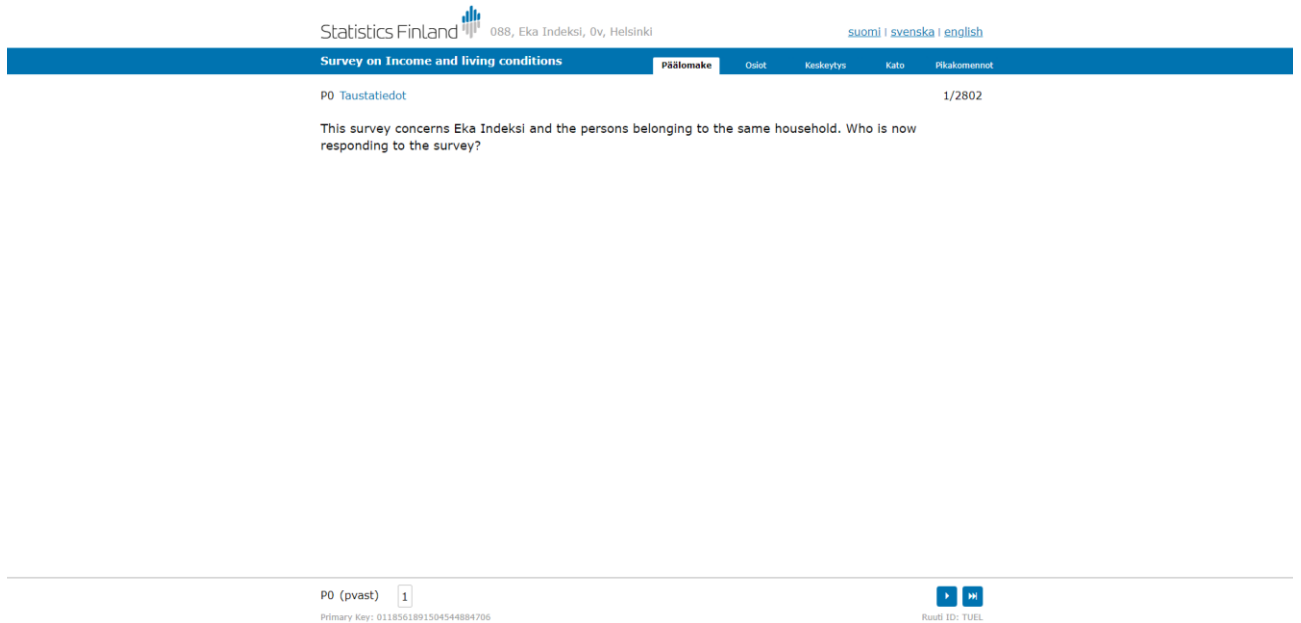 Statistics Finland 088, Eka Indeksi, 0v, Helsinki suomi | svenska | english
Survey on Income and living conditions Päälomake Osiot Keskeytys Kato Pikakomennot
P0 Taustatiedot 1/2802
This survey concerns Eka Indeksi and the persons belonging to the same household. Who is now
responding to the survey?
P0 (pvast) 1
Primary Key: 0118561891504544884706 Ruuti ID: TUEL